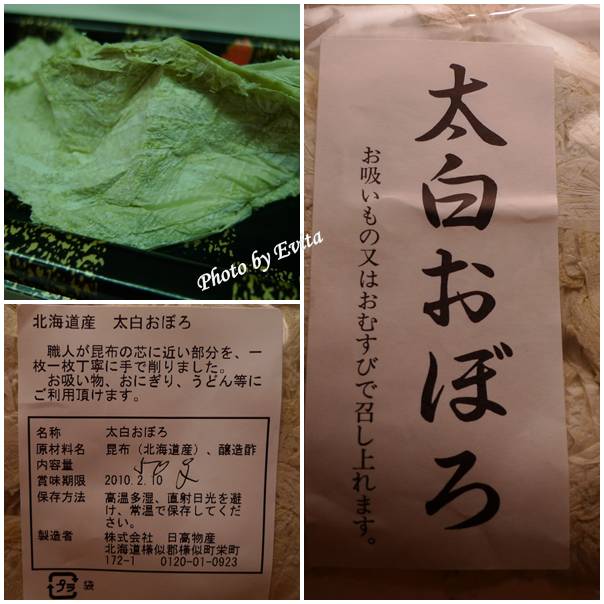 Photo by Evita
太白おぼろ
お吸いもの又はおむすびで召し上れます。
北海道産　太白おぼろ
職人が昆布の芯に近い部分を、一
枚一枚丁寧に手で削りました。
お吸い物、おにぎり、うどん等に
ご利用頂けます。
名称　太白おぼろ
原材料名　昆布（北海道産）、醸造酢
内容量　50g
賞味期限　2010.2.10
保存方法　高温多湿、直射日光を避
け、常温で保存してくだ
さい。
製造者　株式会社　日高物産
北海道様似郡様似町栄町
172-1　0120-01-0923
プラ 袋